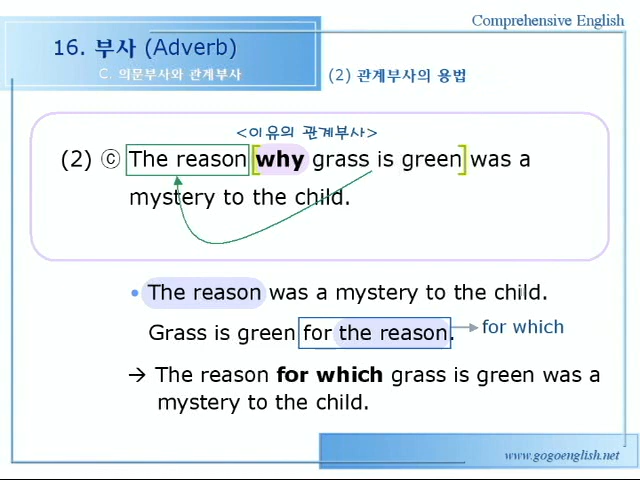 Comprehensive English
16. 부사 (Adverb)
C. 의문부사와 관계부사
(2) 관계부사의 용법
<이유의 관계부사>
(2) ⓒ The reason [why grass is green] was a
mystery to the child.
• The reason was a mystery to the child.
Grass is green for the reason. → for which
→ The reason for which grass is green was a
mystery to the child.
www.gogoenglish.net